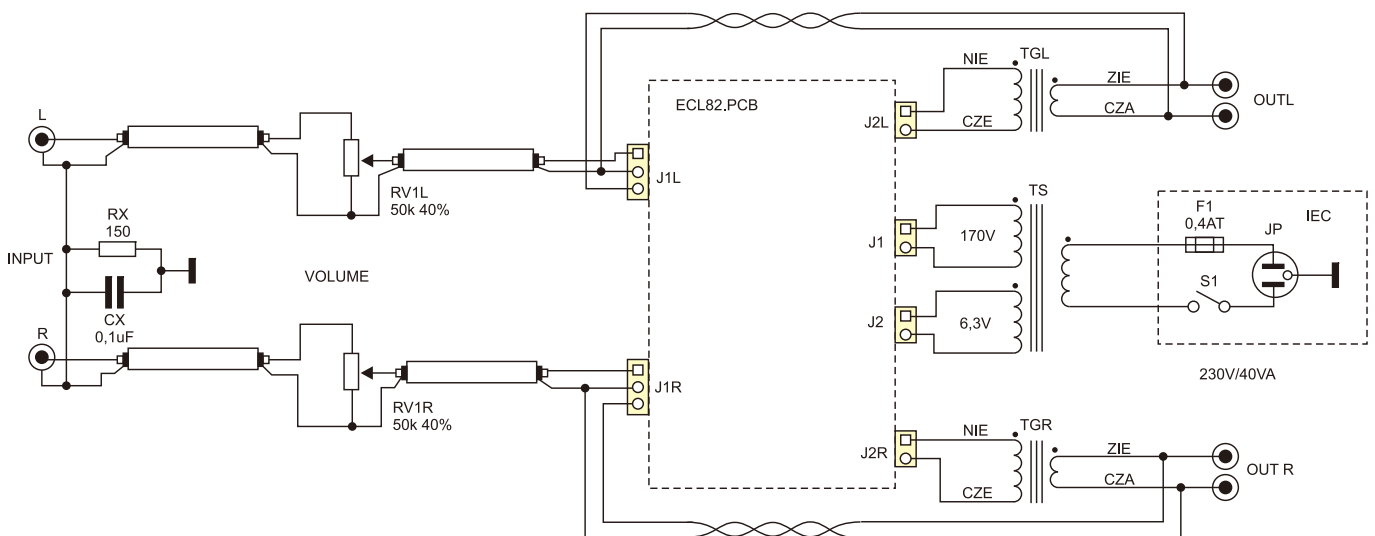 L
INPUT
RX
150
CX
0,1uF
R
VOLUME
RV1L
50k 40%
RV1R
50k 40%
ECL82.PCB
J1L
J1R
J2L
J1
J2
J2R
NIE
CZE
TGL
ZIE
CZA
OUTL
170V
6,3V
TS
F1
0,4AT
JP
IEC
S1
230V/40VA
NIE
CZE
TGR
ZIE
CZA
OUT R